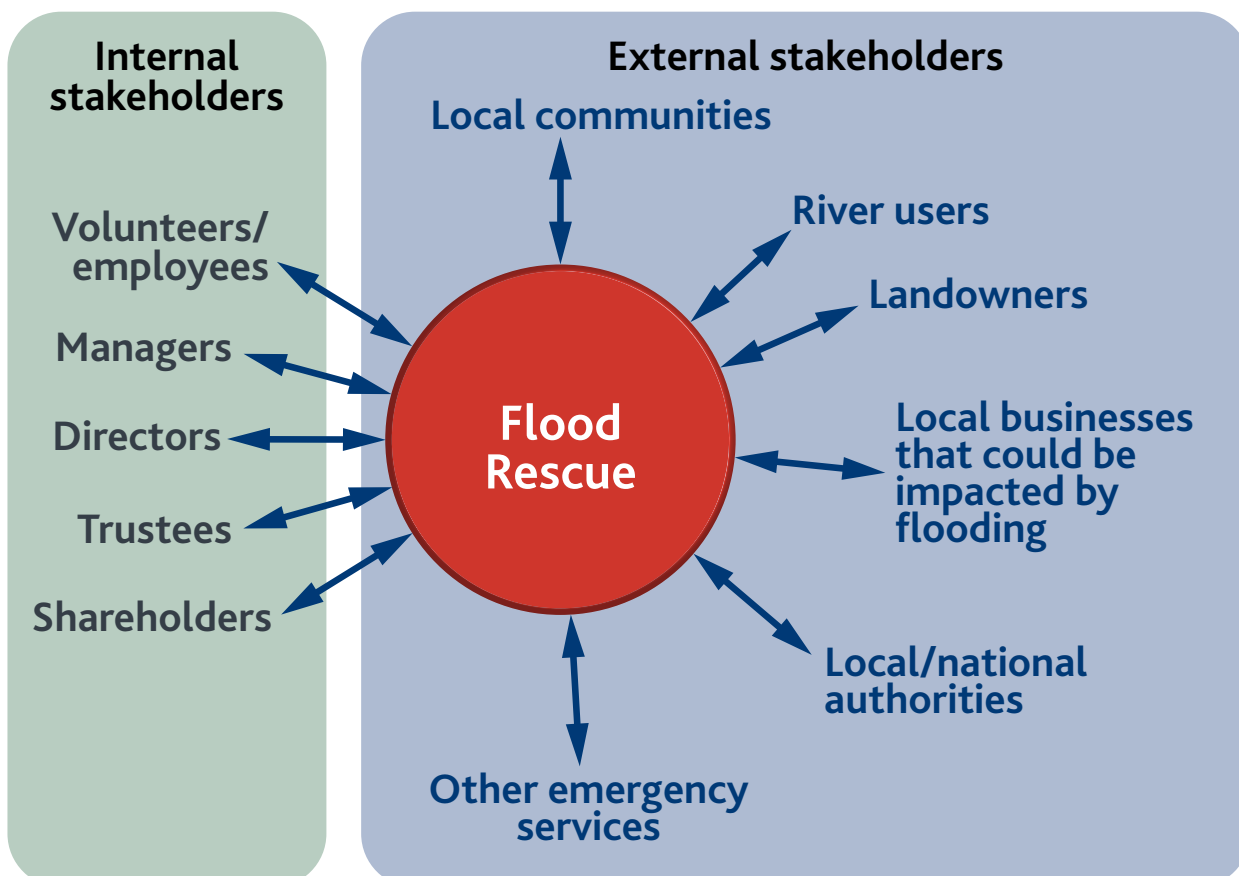 Internal
stakeholders
Volunteers/
employees
Managers
Directors
Trustees
Shareholders
External stakeholders
Local communities
River users
Landowners
Local businesses
that could be
impacted by
flooding
Local/national
authorities
Other emergency
services
Flood
Rescue